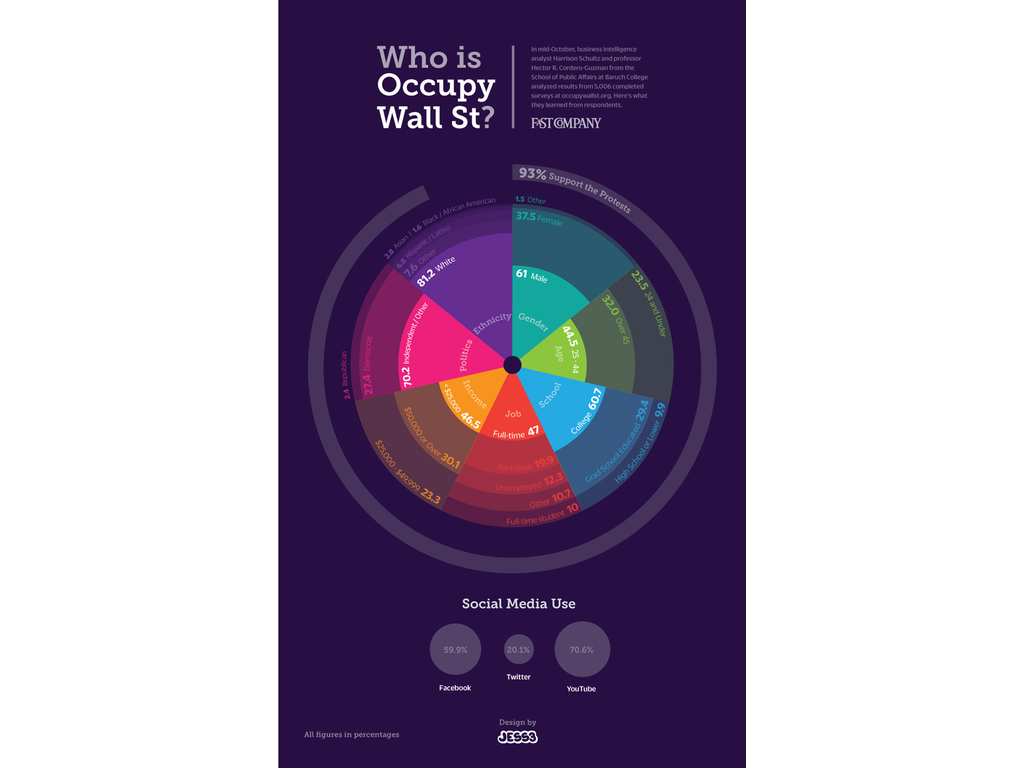 Who is
Occupy
Wall St?
In mid-October, business intelligence
analyst Harrison Schultz and professor
Hector R. Cordero-Guzman from the
School of Public Affairs at Baruch College
analyzed results from 5,006 completed
surveys at occupywallst.org. Here's what
they learned from respondents.
FAST COMPANY
93% Support the Protests
1.5 Other
37.5 Female
61 Male
Gender
23.5 24 and Under
32.0 Over 45
44.5 25 - 44
Age
School
College 60.7
Grad School Educated 29.4
High School or Lower 9.9
Job
Full-time 47
Part-time 19.9
Unemployed 12.3
Other 10.7
Full-time student 10
Income
< $25,000 46.5
$50,000 or Over 30.1
$25,000 - $49,999 23.3
Politics
70.2 Independent / Other
27.4 Democrat
2.4 Republican
Ethnicity
81.2 White
7.6 Other
6.8 Hispanic / Latino
2.8 Asian | 1.6 Black / African American
Social Media Use
59.9%
20.1%
70.6%
Facebook
Twitter
YouTube
Design by
JESS3
All figures in percentages